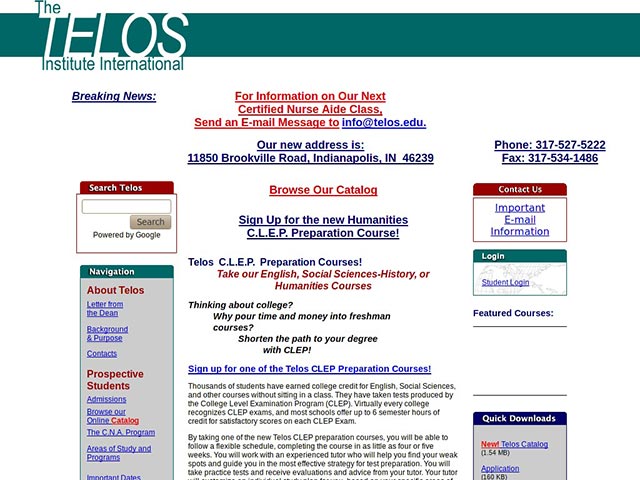 The
TELOS
Institute International
Breaking News:
For Information on Our Next
Certified Nurse Aide Class,
Send an E-mail Message to info@telos.edu.
Our new address is:
11850 Brookville Road, Indianapolis, IN  46239
Phone: 317-527-5222
Fax: 317-534-1486
Search Telos
Search
Powered by Google
Browse Our Catalog
Sign Up for the new Humanities
C.L.E.P. Preparation Course!
Contact Us
Important
E-mail
Information
Login
Student Login
Featured Courses:
Navigation
About Telos
Letter from
the Dean
Background
& Purpose
Contacts
Prospective
Students
Admissions
Browse our
Online Catalog
The C.N.A. Program
Areas of Study and
Programs
Important Dates
Telos  C.L.E.P.  Preparation Courses!
Take our English, Social Sciences-History, or
Humanities Courses
Thinking about college?
Why pour time and money into freshman
courses?
Shorten the path to your degree
with CLEP!
Sign up for one of the Telos CLEP Preparation Courses!
Thousands of students have earned college credit for English, Social Sciences,
and other courses without sitting in a class. They have taken tests produced by
the College Level Examination Program (CLEP). Virtually every college
recognizes CLEP exams, and most schools offer up to 6 semester hours of
credit for satisfactory scores on each CLEP Exam.
By taking one of the new Telos CLEP preparation courses, you will be able to
follow a flexible schedule, completing the course in as little as four or five
weeks. You will work with an experienced tutor who will help you find your weak
spots and guide you in the most effective strategy for test preparation. You will
take practice tests and receive evaluations and advice from your tutor. Your tutor
Quick Downloads
New! Telos Catalog
(1.54 MB)
Application
(160 KB)